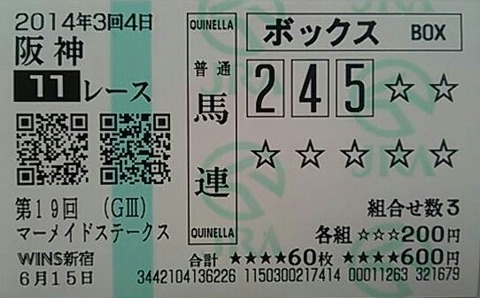 2014年3回4日
阪神
11レース
第19回 (GⅢ)
マーメイドステークス
WINS新宿
6月15日
QUINELLA
普通
馬連
QUINELLA
ボックス BOX
2 4 5 ☆ ☆
☆ ☆ ☆ ☆ ☆
組合せ数3
各組 ☆☆☆200円
合計 ★★★★60枚 ★★★★600円
3442104136226 1150300217414 00011263 321679